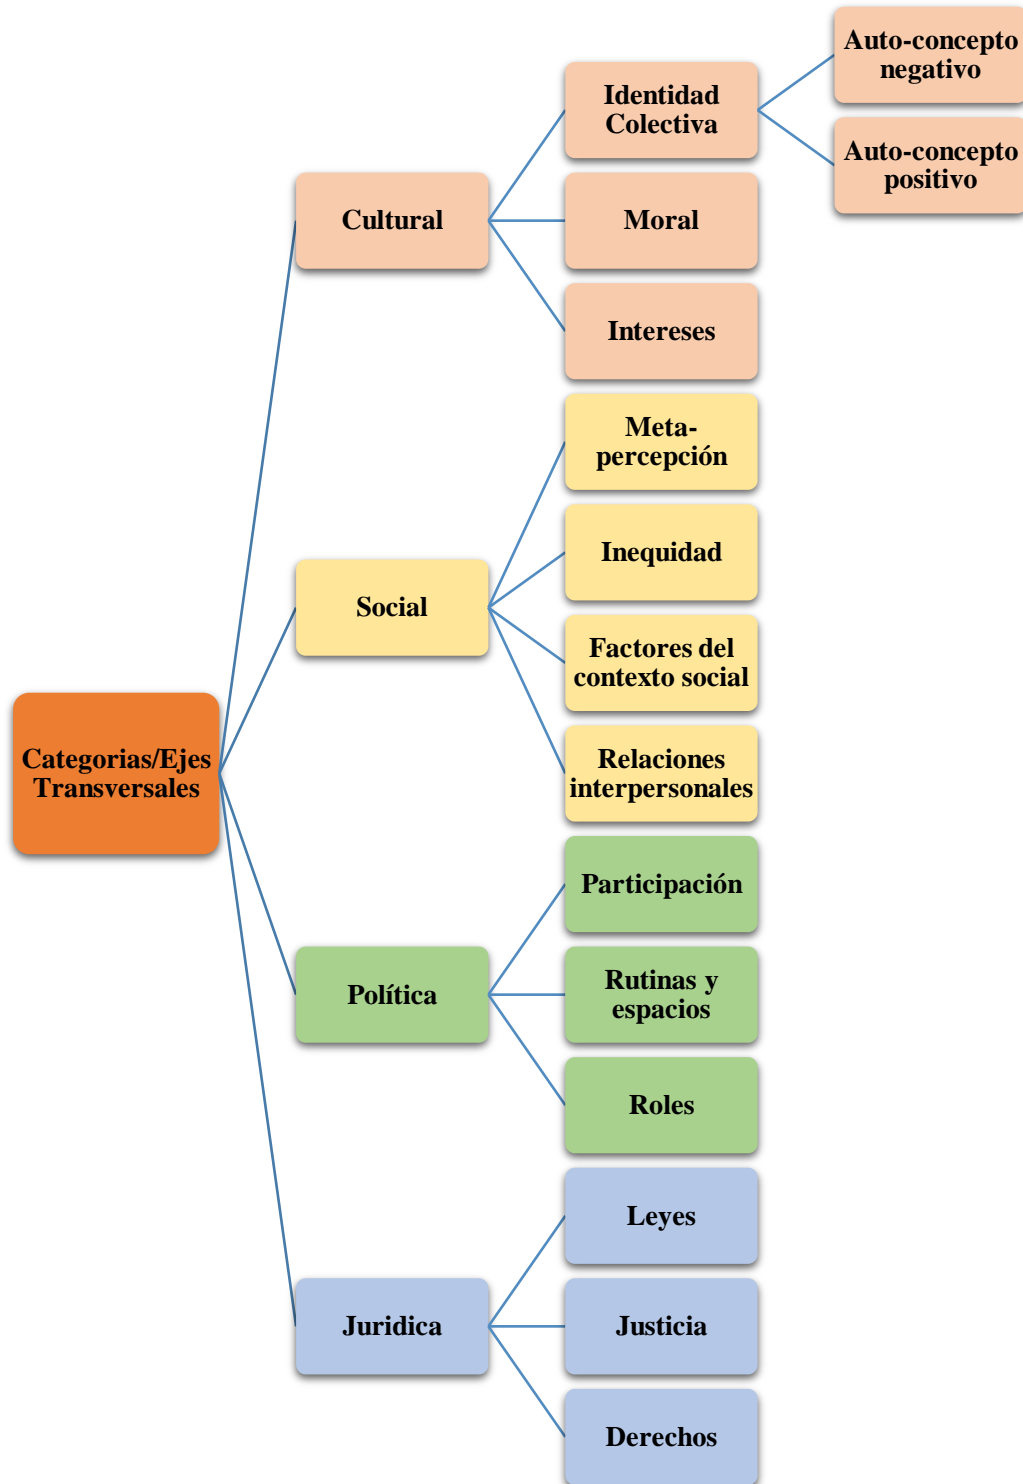 Auto-concepto
negativo
Identidad
Colectiva
Auto-concepto
positivo
Cultural
Moral
Intereses
Meta-
percepción
Inequidad
Social
Factores del
contexto social
Relaciones
interpersonales
Categorias/Ejes
Transversales
Participación
Política
Rutinas y
espacios
Roles
Leyes
Juridica
Justicia
Derechos